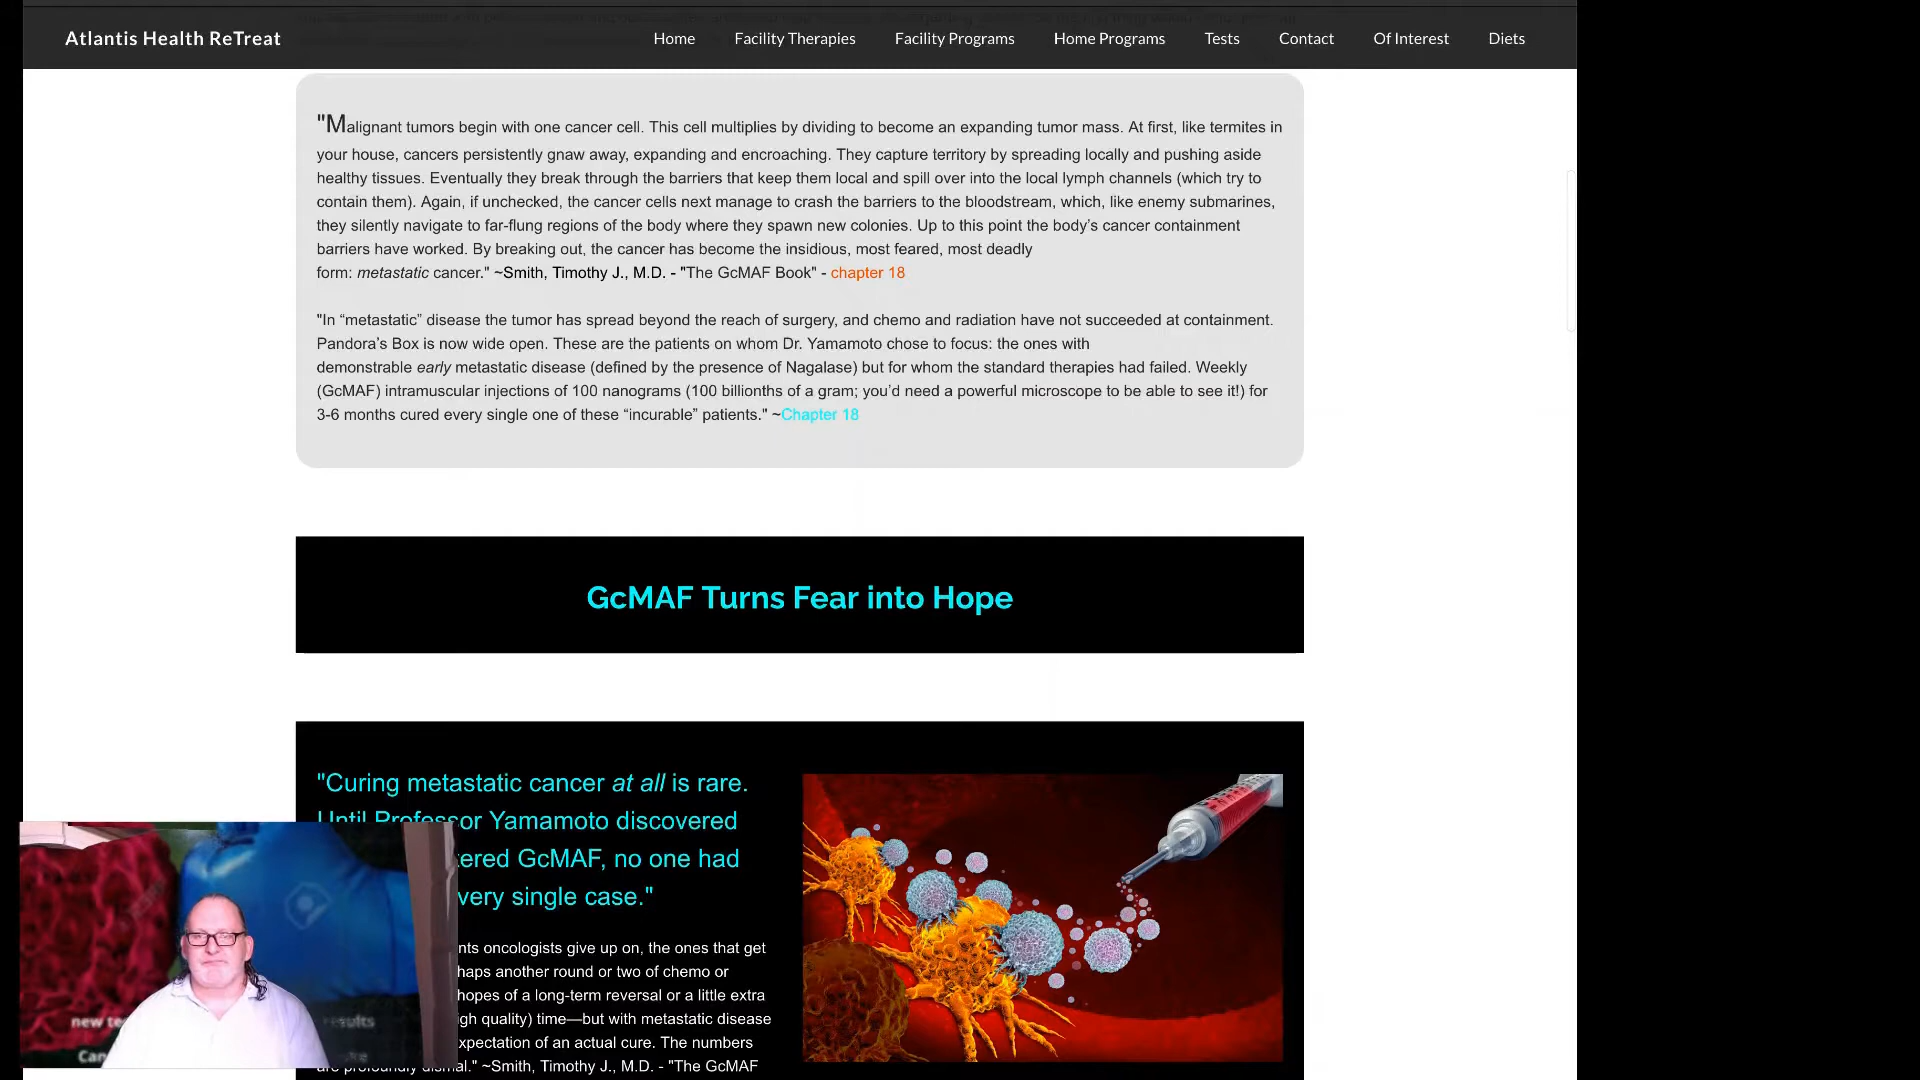 Atlantis Health ReTreat
Home Facility Therapies Facility Programs Home Programs Tests Contact Of Interest Diets
"Malignant tumors begin with one cancer cell. This cell multiplies by dividing to become an expanding tumor mass. At first, like termites in
your house, cancers persistently gnaw away, expanding and encroaching. They capture territory by spreading locally and pushing aside
healthy tissues. Eventually they break through the barriers that keep them local and spill over into the local lymph channels (which try to
contain them). Again, if unchecked, the cancer cells next manage to crash the barriers to the bloodstream, which, like enemy submarines,
they silently navigate to far-flung regions of the body where they spawn new colonies. Up to this point the body’s cancer containment
barriers have worked. By breaking out, the cancer has become the insidious, most feared, most deadly
form: metastatic cancer." ~Smith, Timothy J., M.D. - "The GcMAF Book" - chapter 18
"In “metastatic” disease the tumor has spread beyond the reach of surgery, and chemo and radiation have not succeeded at containment.
Pandora’s Box is now wide open. These are the patients on whom Dr. Yamamoto chose to focus: the ones with
demonstrable early metastatic disease (defined by the presence of Nagalase) but for whom the standard therapies had failed. Weekly
(GcMAF) intramuscular injections of 100 nanograms (100 billionths of a gram; you’d need a powerful microscope to be able to see it!) for
3-6 months cured every single one of these “incurable” patients." ~Chapter 18
GcMAF Turns Fear into Hope
"Curing metastatic cancer at all is rare.
Until Professor Yamamoto discovered
tered GcMAF, no one had
very single case."
nts oncologists give up on, the ones that get
haps another round or two of chemo or
hopes of a long-term reversal or a little extra
igh quality) time—but with metastatic disease
xpectation of an actual cure. The numbers
are profoundly dismal." ~Smith, Timothy J., M.D. - "The GcMAF
new te
Can